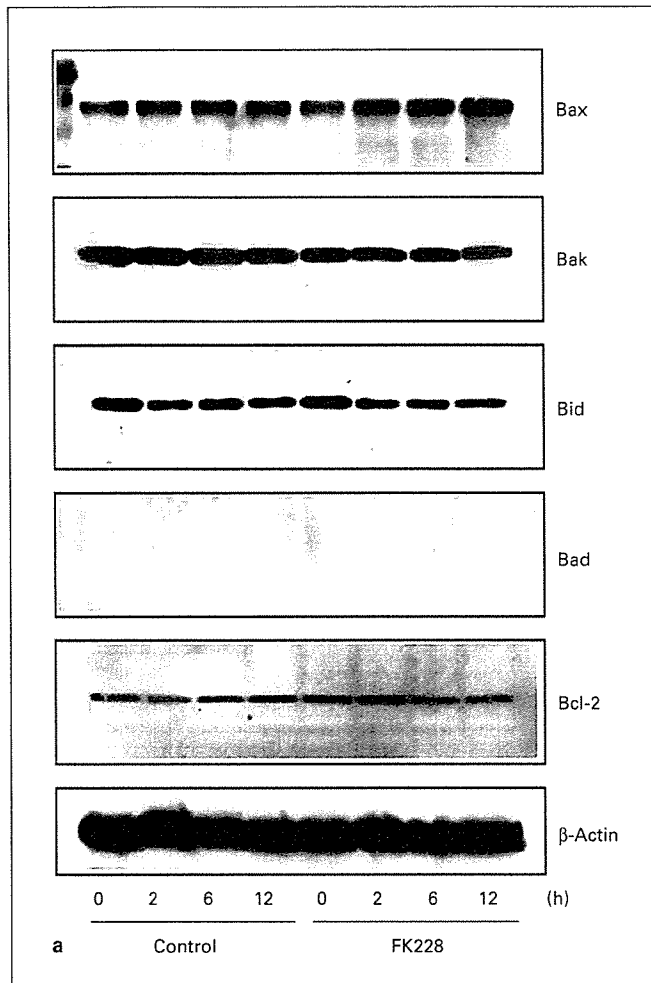 Bax
Bak
Bid
Bad
Bcl-2
β-Actin
0 2 6 12 0 2 6 12 (h)
a Control FK228